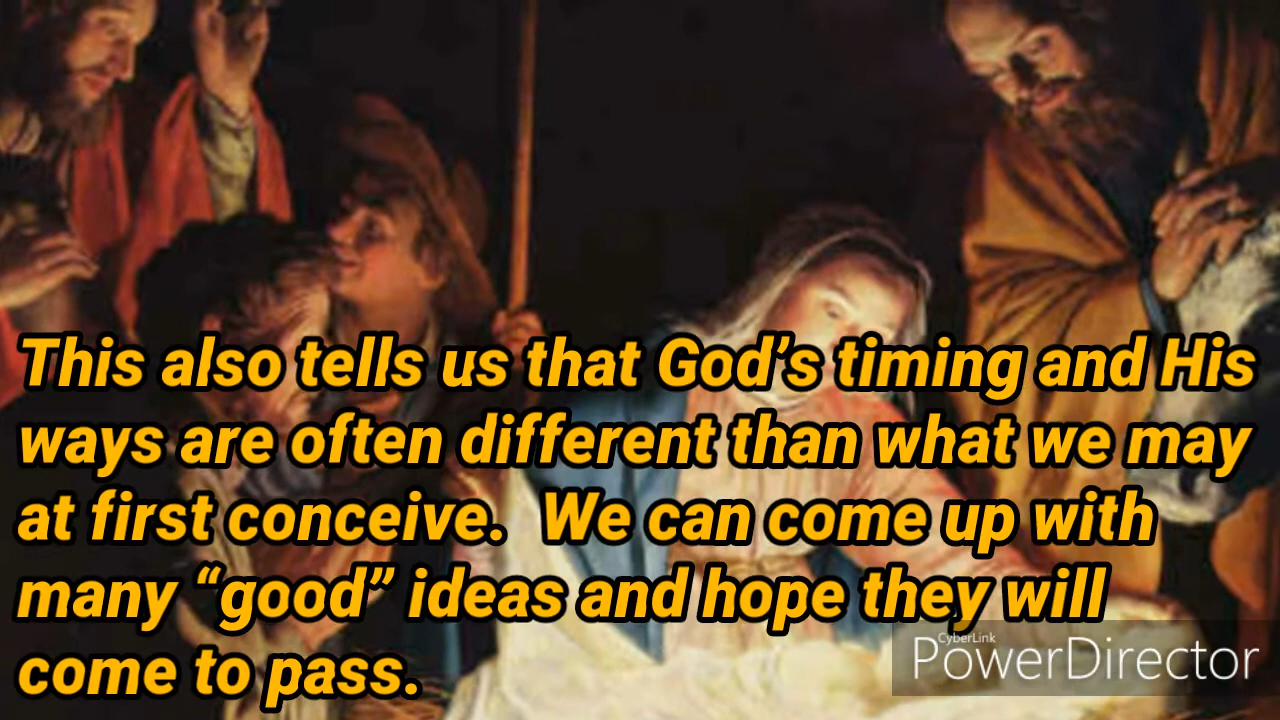 This also tells us that God’s timing and His
ways are often different than what we may
at first conceive.  We can come up with
many “good” ideas and hope they will
come to pass.
CyberLink
PowerDirector